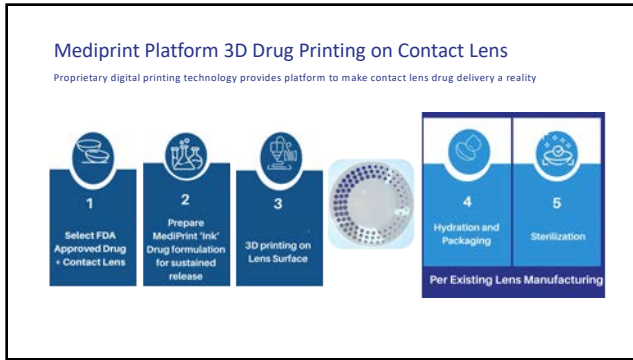 Mediprint Platform 3D Drug Printing on Contact Lens
Proprietary digital printing technology provides platform to make contact lens drug delivery a reality
1
Select FDA
Approved Drug
+ Contact Lens
2
Prepare
MediPrint ‘Ink’
Drug formulation
for sustained
release
3
3D printing on
Lens Surface
4
Hydration and
Packaging
5
Sterilization
Per Existing Lens Manufacturing